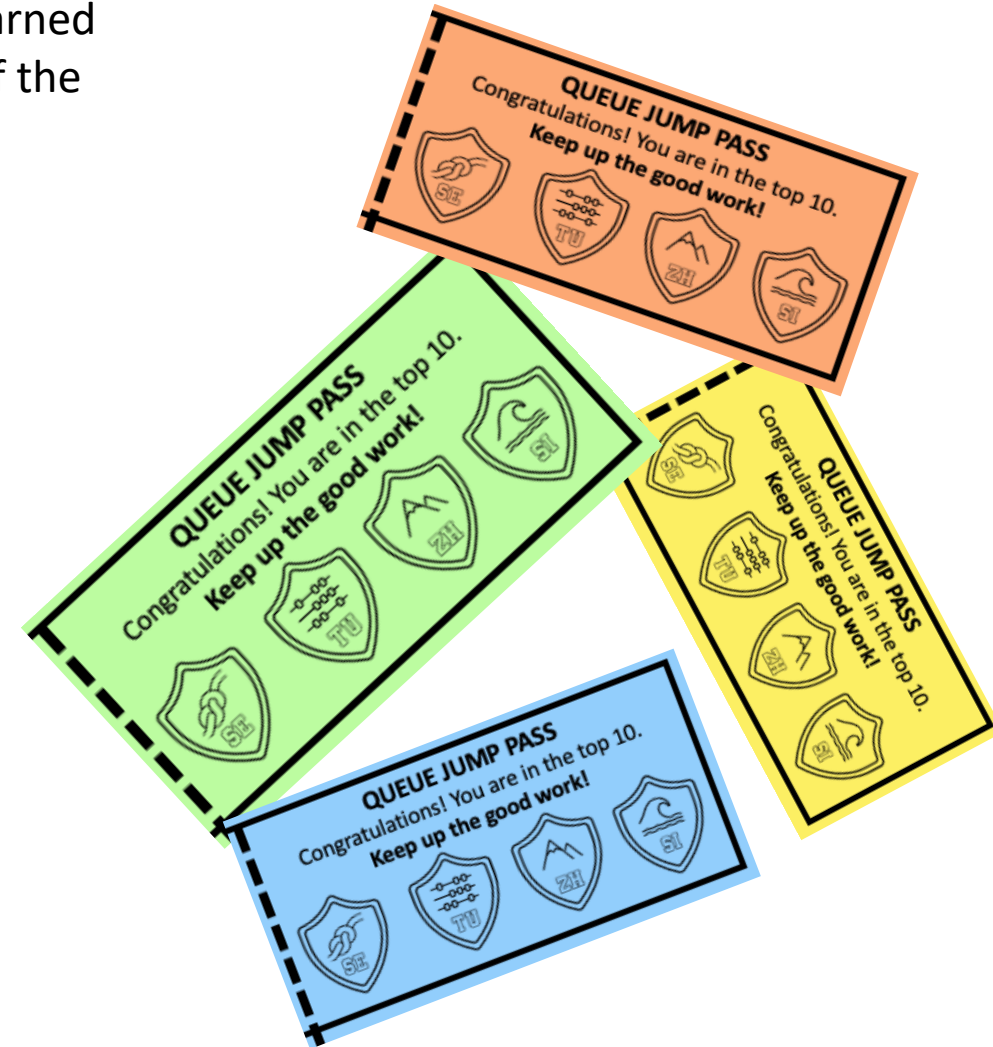 arned
f the
QUEUE JUMP PASS
Congratulations! You are in the top 10.
Keep up the good work!
SE
TU
ZH
SI
QUEUE JUMP PASS
Congratulations! You are in the top 10.
Keep up the good work!
SE
TU
ZH
SI
QUEUE JUMP PASS
Congratulations! You are in the top 10.
Keep up the good work!
SE
TU
ZH
SI
QUEUE JUMP PASS
Congratulations! You are in the top 10.
Keep up the good work!
SE
TU
ZH
SI